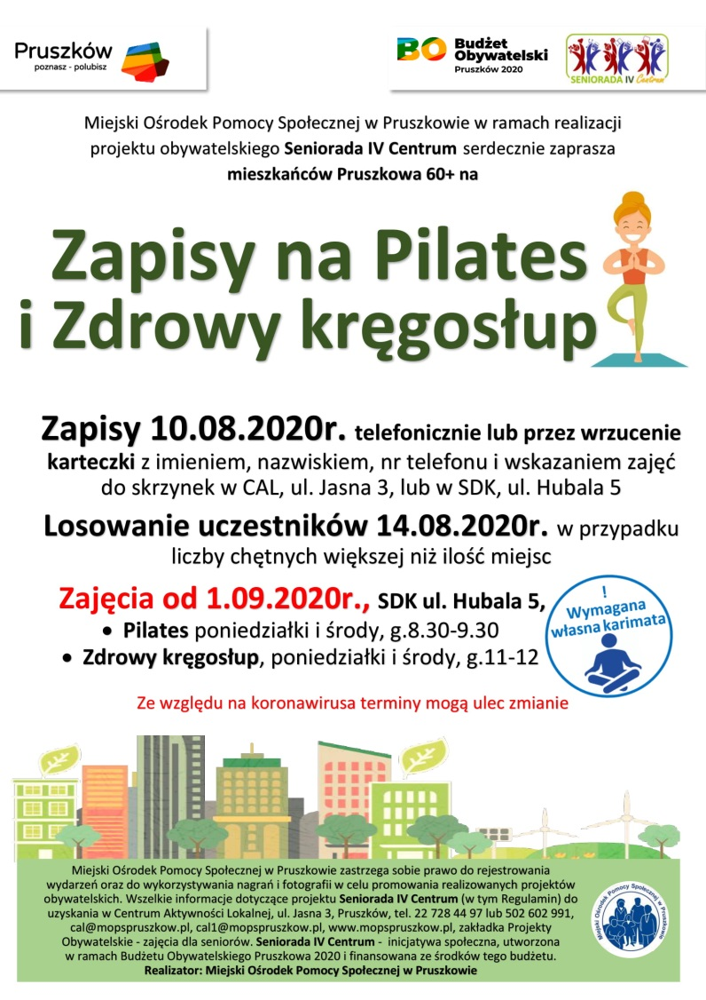 Pruszków
poznasz - polubisz
BO Budżet
Obywatelski
Pruszków 2020
SENIORADA IV Centrum
Miejski Ośrodek Pomocy Społecznej w Pruszkowie w ramach realizacji
projektu obywatelskiego Seniorada IV Centrum serdecznie zaprasza
mieszkańców Pruszkowa 60+ na
Zapisy na Pilates
i Zdrowy kręgosłup
Zapisy 10.08.2020r. telefonicznie lub przez wrzucenie
karteczki z imieniem, nazwiskiem, nr telefonu i wskazaniem zajęć
do skrzynek w CAL, ul. Jasna 3, lub w SDK, ul. Hubala 5
Losowanie uczestników 14.08.2020r. w przypadku
liczby chętnych większej niż ilość miejsc
Zajęcia od 1.09.2020r., SDK ul. Hubala 5,
• Pilates poniedziałki i środy, g.8.30-9.30
• Zdrowy kręgosłup, poniedziałki i środy, g.11-12
!
Wymagana
własna karimata
Ze względu na koronawirusa terminy mogą ulec zmianie
Miejski Ośrodek Pomocy Społecznej w Pruszkowie zastrzega sobie prawo do rejestrowania
wydarzeń oraz do wykorzystywania nagrań i fotografii w celu promowania realizowanych projektów
obywatelskich. Wszelkie informacje dotyczące projektu Seniorada IV Centrum (w tym Regulamin) do
uzyskania w Centrum Aktywności Lokalnej, ul. Jasna 3, Pruszków, tel. 22 728 44 97 lub 502 602 991,
cal@mopspruszkow.pl, cal1@mopspruszkow.pl, www.mopspruszkow.pl, zakładka Projekty
Obywatelskie - zajęcia dla seniorów. Seniorada IV Centrum - inicjatywa społeczna, utworzona
w ramach Budżetu Obywatelskiego Pruszkowa 2020 i finansowana ze środków tego budżetu.
Realizator: Miejski Ośrodek Pomocy Społecznej w Pruszkowie
Miejski Ośrodek Pomocy Społecznej w Pruszkowie